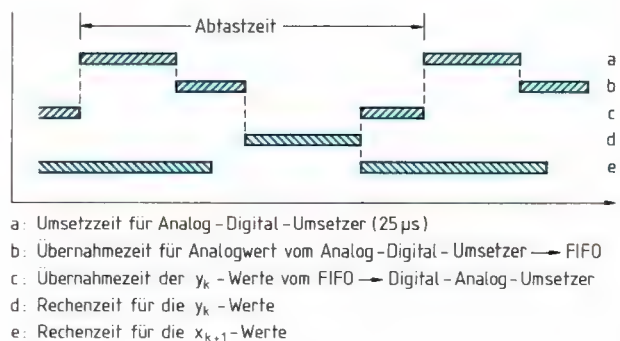 Abtastzeit
a
b
c
d
e
a: Umsetzzeit für Analog-Digital-Umsetzer (25 µs)
b: Übernahmezeit für Analogwert vom Analog-Digital-Umsetzer → FIFO
c: Übernahmezeit der yₖ-Werte vom FIFO → Digital-Analog-Umsetzer
d: Rechenzeit für die yₖ-Werte
e: Rechenzeit für die xₖ₊₁-Werte